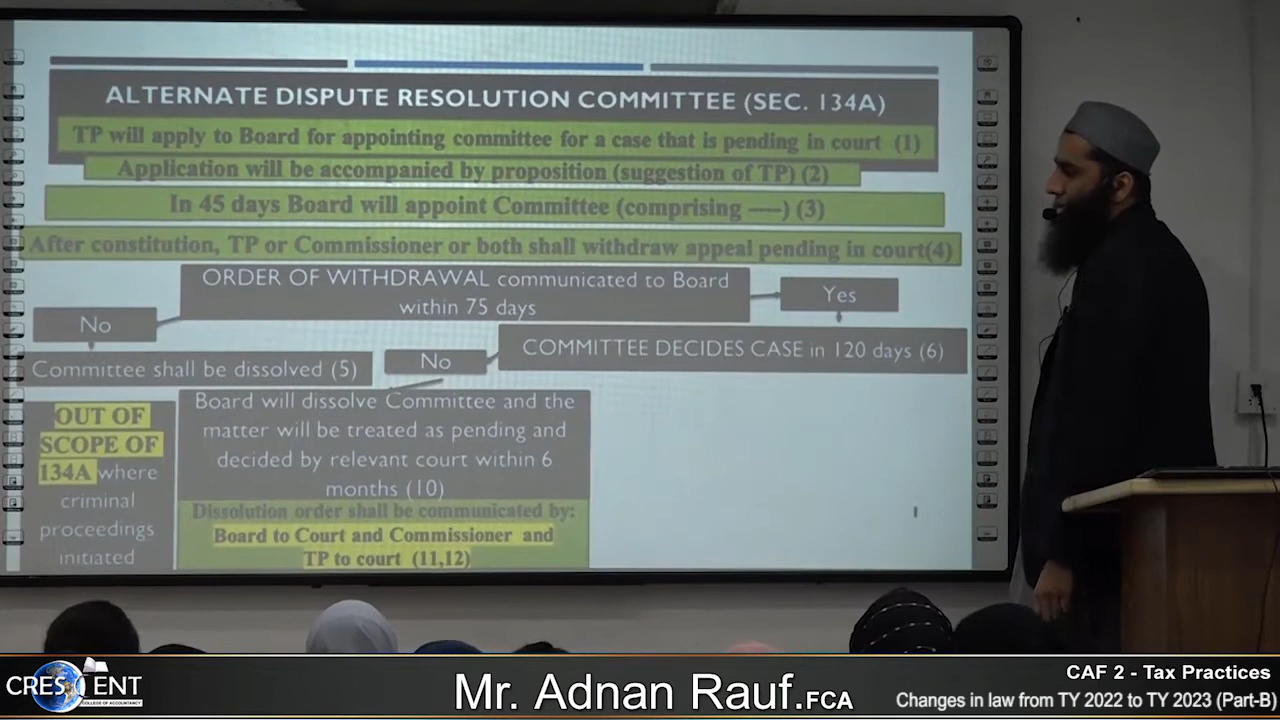 ALTERNATE DISPUTE RESOLUTION COMMITTEE (SEC. 134A)
TP will apply to Board for appointing committee for a case that is pending in court (1)
Application will be accompanied by proposition (suggestion of TP) (2)
In 45 days Board will appoint Committee (comprising ----) (3)
After constitution, TP or Commissioner or both shall withdraw appeal pending in court(4)
ORDER OF WITHDRAWAL communicated to Board
within 75 days
Yes
No
COMMITTEE DECIDES CASE in 120 days (6)
No
Committee shall be dissolved (5)
Board will dissolve Committee and the
matter will be treated as pending and
decided by relevant court within 6
months (10)
Dissolution order shall be communicated by:
Board to Court and Commissioner and
TP to court (11,12)
OUT OF
SCOPE OF
134A where
criminal
proceedings
initiated
CRESCENT
COLLEGE OF ACCOUNTANCY
Mr. Adnan Rauf.FCA
CAF 2 - Tax Practices
Changes in law from TY 2022 to TY 2023 (Part-B)